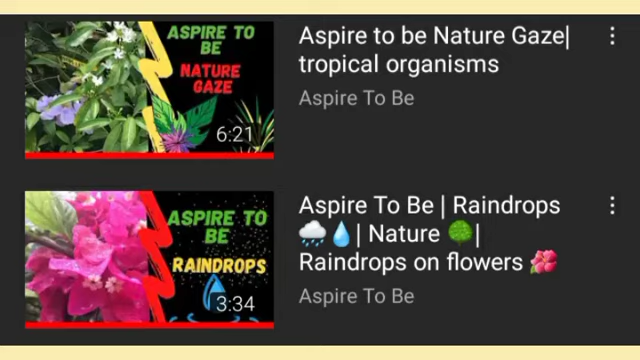 ASPIRE TO
BE
NATURE
GAZE
6:21
Aspire to be Nature Gaze|
tropical organisms
Aspire To Be
ASPIRE TO
BE
RAINDROPS
3:34
Aspire To Be | Raindrops
🌧️💧| Nature 🌳|
Raindrops on flowers 🌺
Aspire To Be